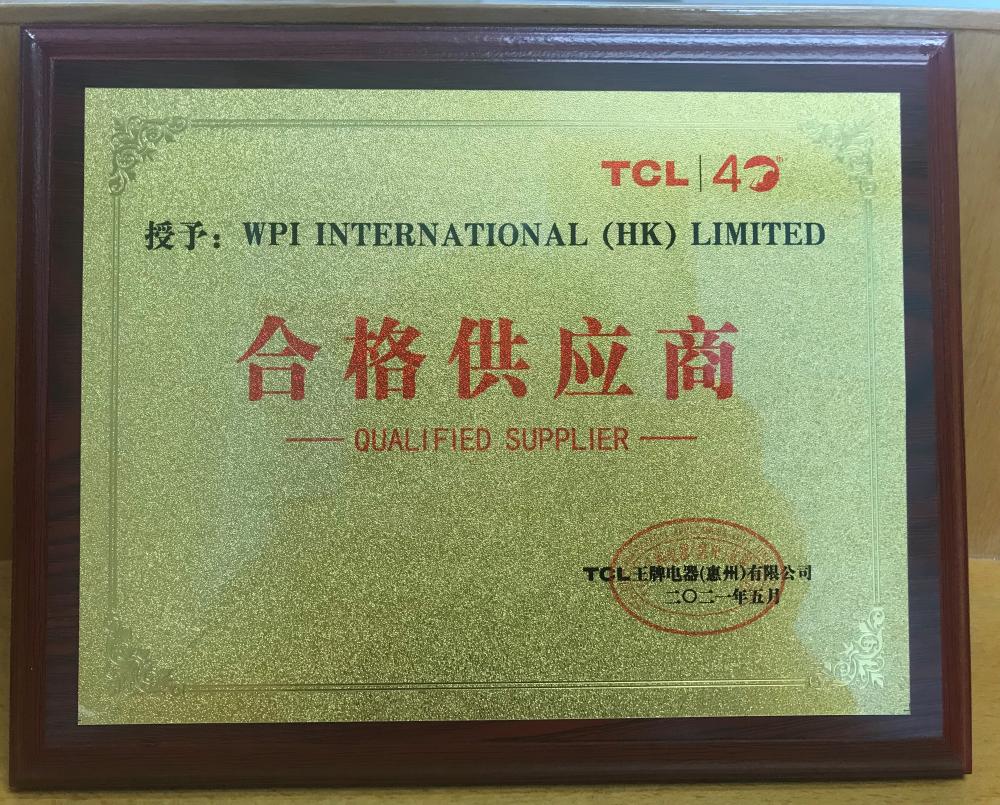 TCL | 40
授予：WPI INTERNATIONAL (HK) LIMITED
合格供应商
QUALIFIED SUPPLIER
TCL王牌电器(惠州)有限公司
二〇二一年五月